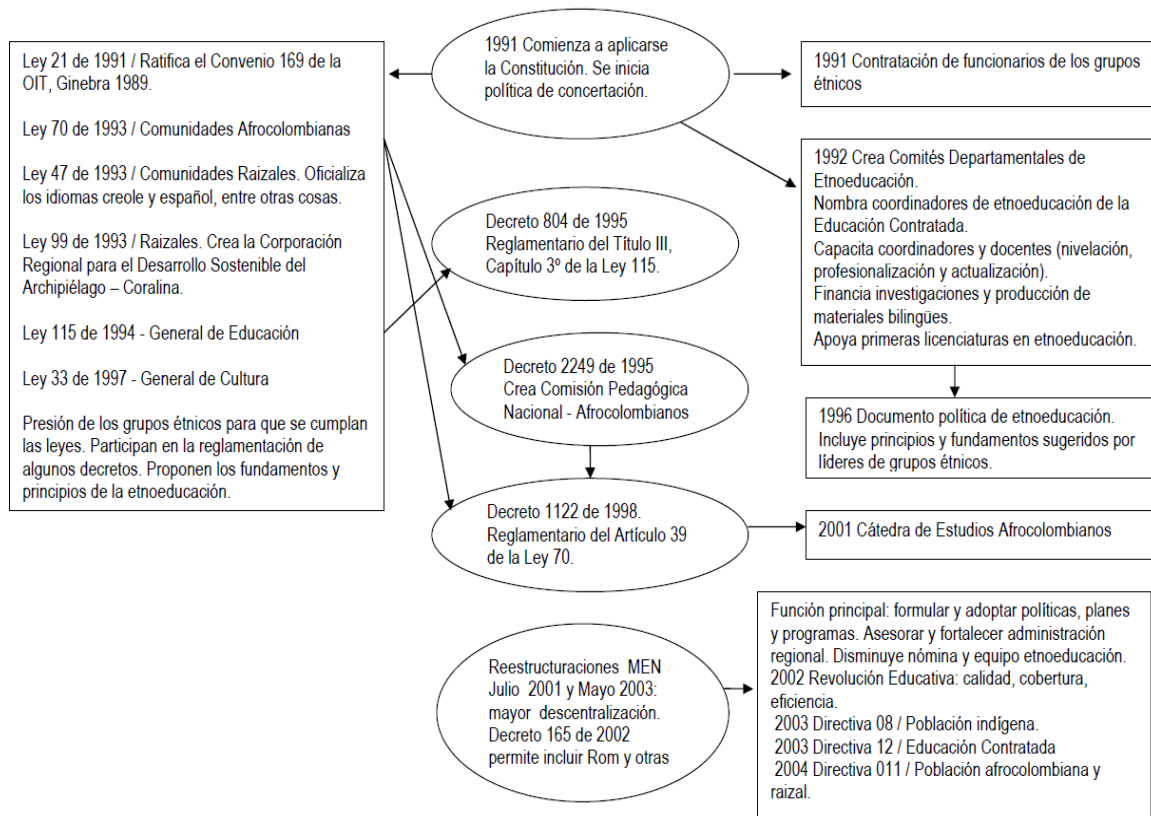 Ley 21 de 1991 / Ratifica el Convenio 169 de la
OIT, Ginebra 1989.
Ley 70 de 1993 / Comunidades Afrocolombianas
Ley 47 de 1993 / Comunidades Raizales. Oficializa
los idiomas creole y español, entre otras cosas.
Ley 99 de 1993 / Raizales. Crea la Corporación
Regional para el Desarrollo Sostenible del
Archipiélago – Coralina.
Ley 115 de 1994 - General de Educación
Ley 33 de 1997 - General de Cultura
Presión de los grupos étnicos para que se cumplan
las leyes. Participan en la reglamentación de
algunos decretos. Proponen los fundamentos y
principios de la etnoeducación.
1991 Comienza a aplicarse
la Constitución. Se inicia
política de concertación.
1991 Contratación de funcionarios de los grupos
étnicos
1992 Crea Comités Departamentales de
Etnoeducación.
Nombra coordinadores de etnoeducación de la
Educación Contratada.
Capacita coordinadores y docentes (nivelación,
profesionalización y actualización).
Financia investigaciones y producción de
materiales bilingües.
Apoya primeras licenciaturas en etnoeducación.
Decreto 804 de 1995
Reglamentario del Título III,
Capítulo 3º de la Ley 115.
Decreto 2249 de 1995
Crea Comisión Pedagógica
Nacional - Afrocolombianos
1996 Documento política de etnoeducación.
Incluye principios y fundamentos sugeridos por
líderes de grupos étnicos.
Decreto 1122 de 1998.
Reglamentario del Artículo 39
de la Ley 70.
2001 Cátedra de Estudios Afrocolombianos
Reestructuraciones MEN
Julio 2001 y Mayo 2003:
mayor descentralización.
Decreto 165 de 2002
permite incluir Rom y otras
Función principal: formular y adoptar políticas, planes
y programas. Asesorar y fortalecer administración
regional. Disminuye nómina y equipo etnoeducación.
2002 Revolución Educativa: calidad, cobertura,
eficiencia.
2003 Directiva 08 / Población indígena.
2003 Directiva 12 / Educación Contratada
2004 Directiva 011 / Población afrocolombiana y
raizal.